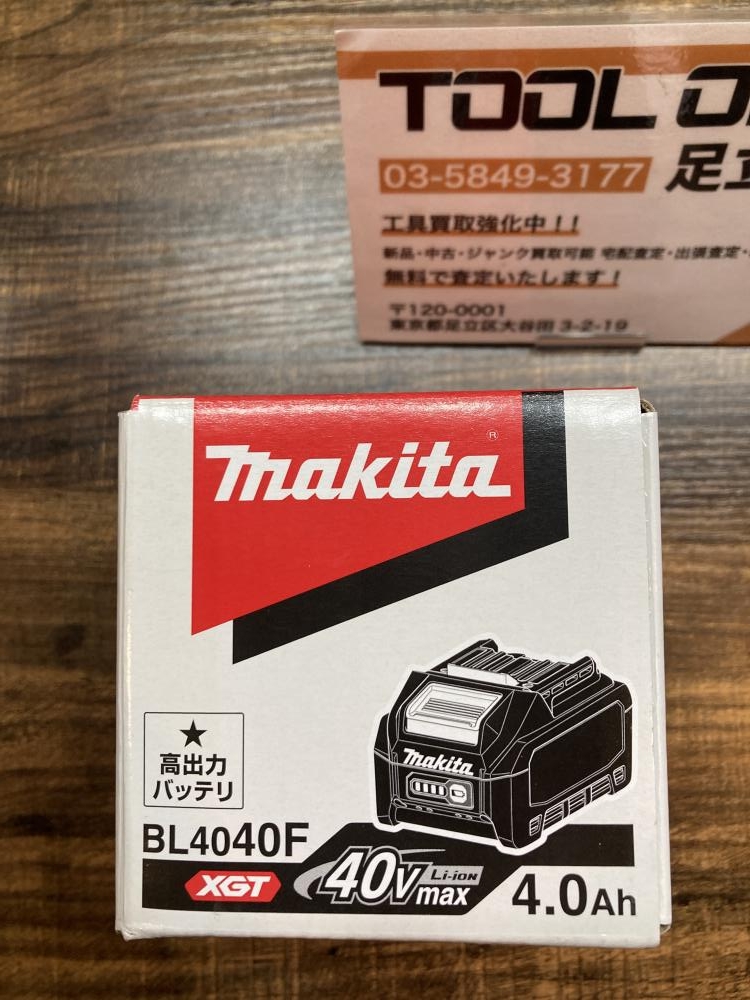 TOOL
03-5849-3177 足立
工具買取強化中!!
新品・中古・ジャンク買取可能 宅配査定・出張査定・
無料で査定いたします!
〒120-0001
東京都足立区大谷田 3-2-19
makita®
makita
★
高出力
バッテリ
BL4040F
XGT 40Vmax Li-ion 4.0Ah